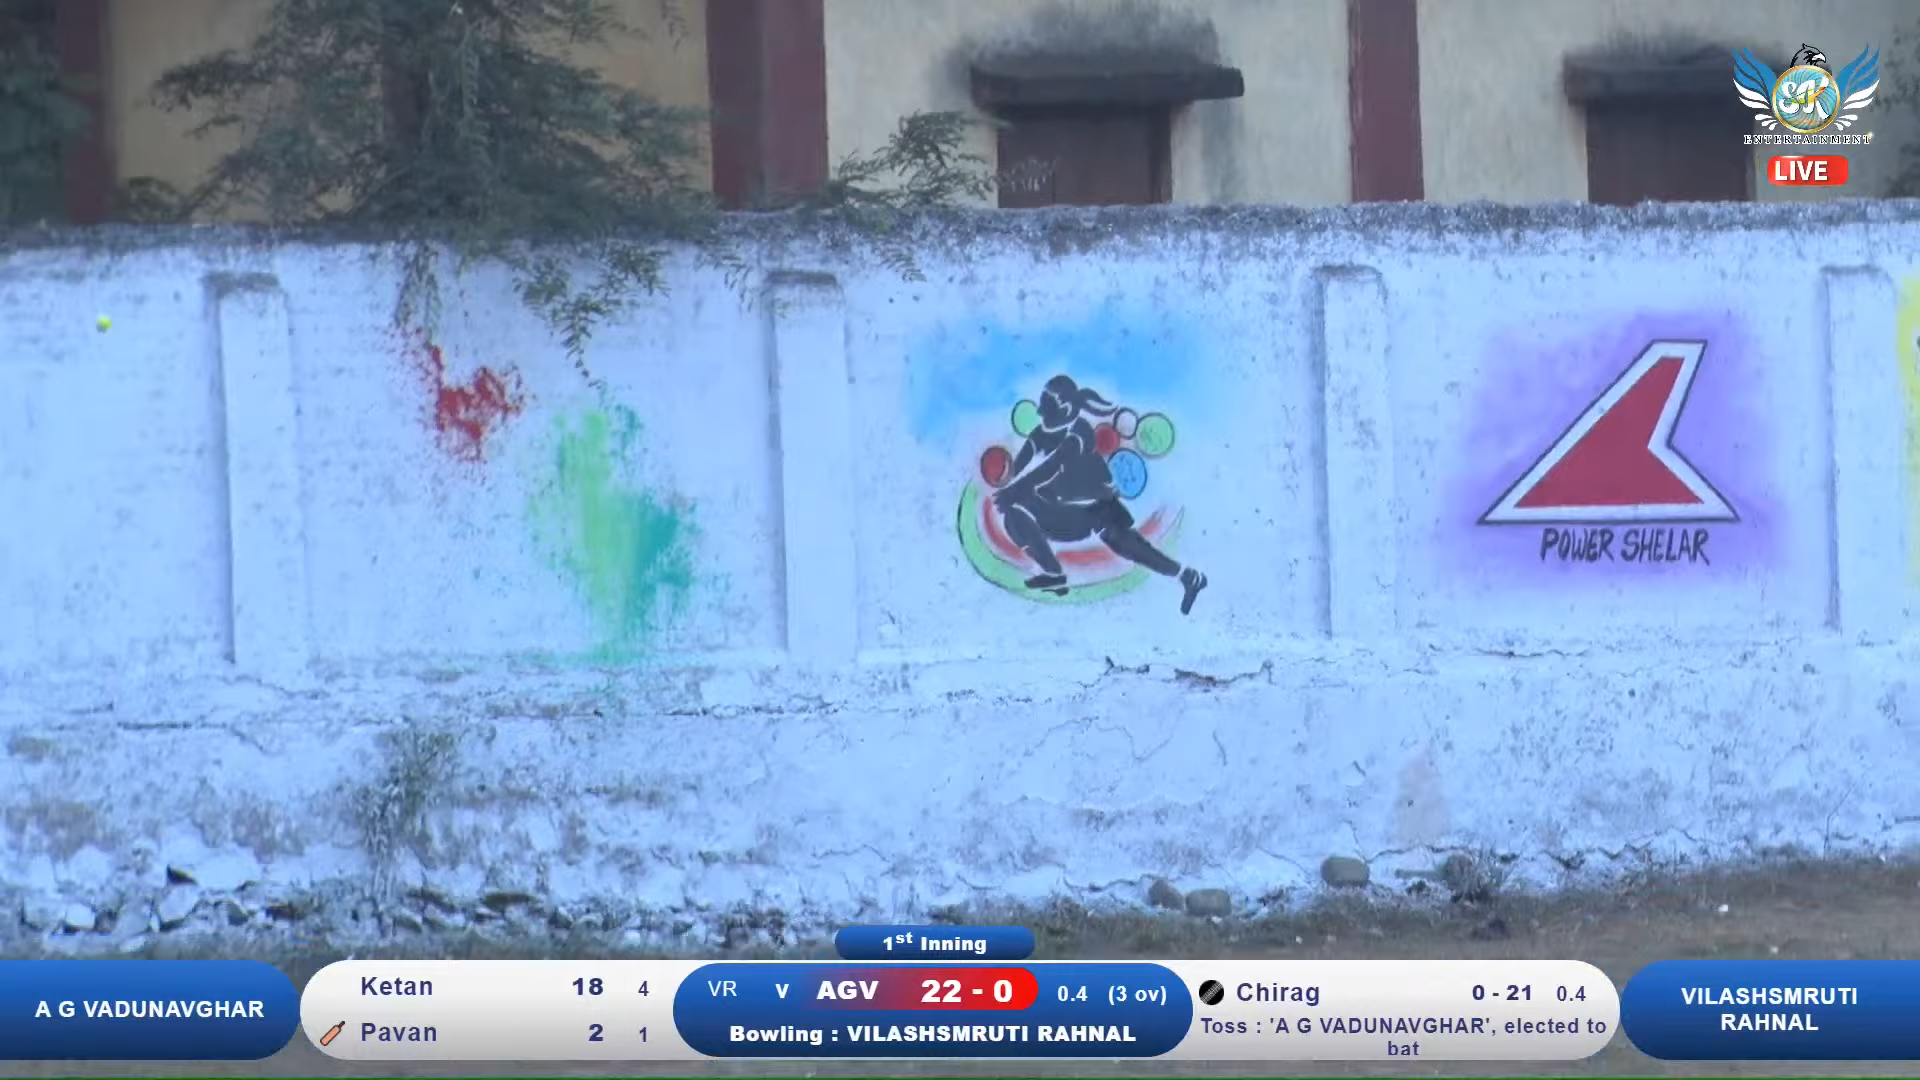 SR
ENTERTAINMENT
LIVE
POWER SHELAR
1st Inning
A G VADUNAVGHAR
Ketan 18 4
Pavan 2 1
VR v AGV 22 - 0 0.4 (3 ov)
Bowling : VILASHSMRUTI RAHNAL
Chirag 0 - 21 0.4
Toss : 'A G VADUNAVGHAR', elected to
bat
VILASHSMRUTI
RAHNAL